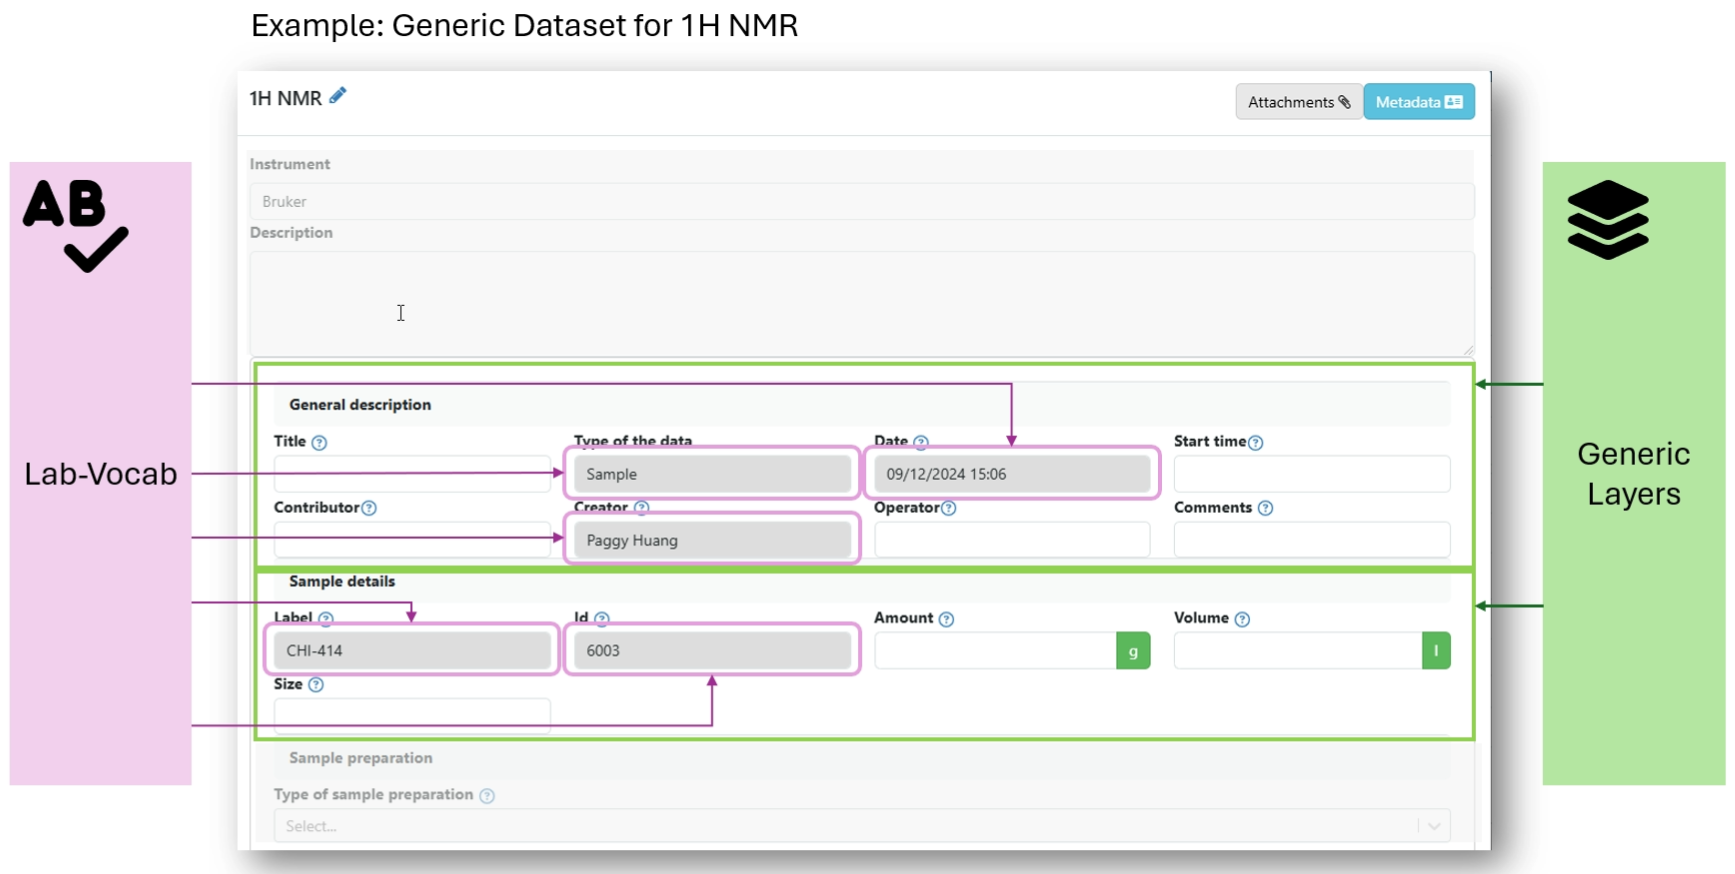 Example: Generic Dataset for 1H NMR
1H NMR
Attachments
Metadata
Instrument
Bruker
Description
AB
Lab-Vocab
Generic
Layers
General description
Title ? Type of the data Date ? Start time ?
Sample 09/12/2024 15:06
Contributor ? Creator ? Operator ? Comments ?
Paggy Huang
Sample details
Label ? Id ? Amount ? Volume ?
CHI-414 6003 g l
Size ?
Sample preparation
Type of sample preparation ?
Select...